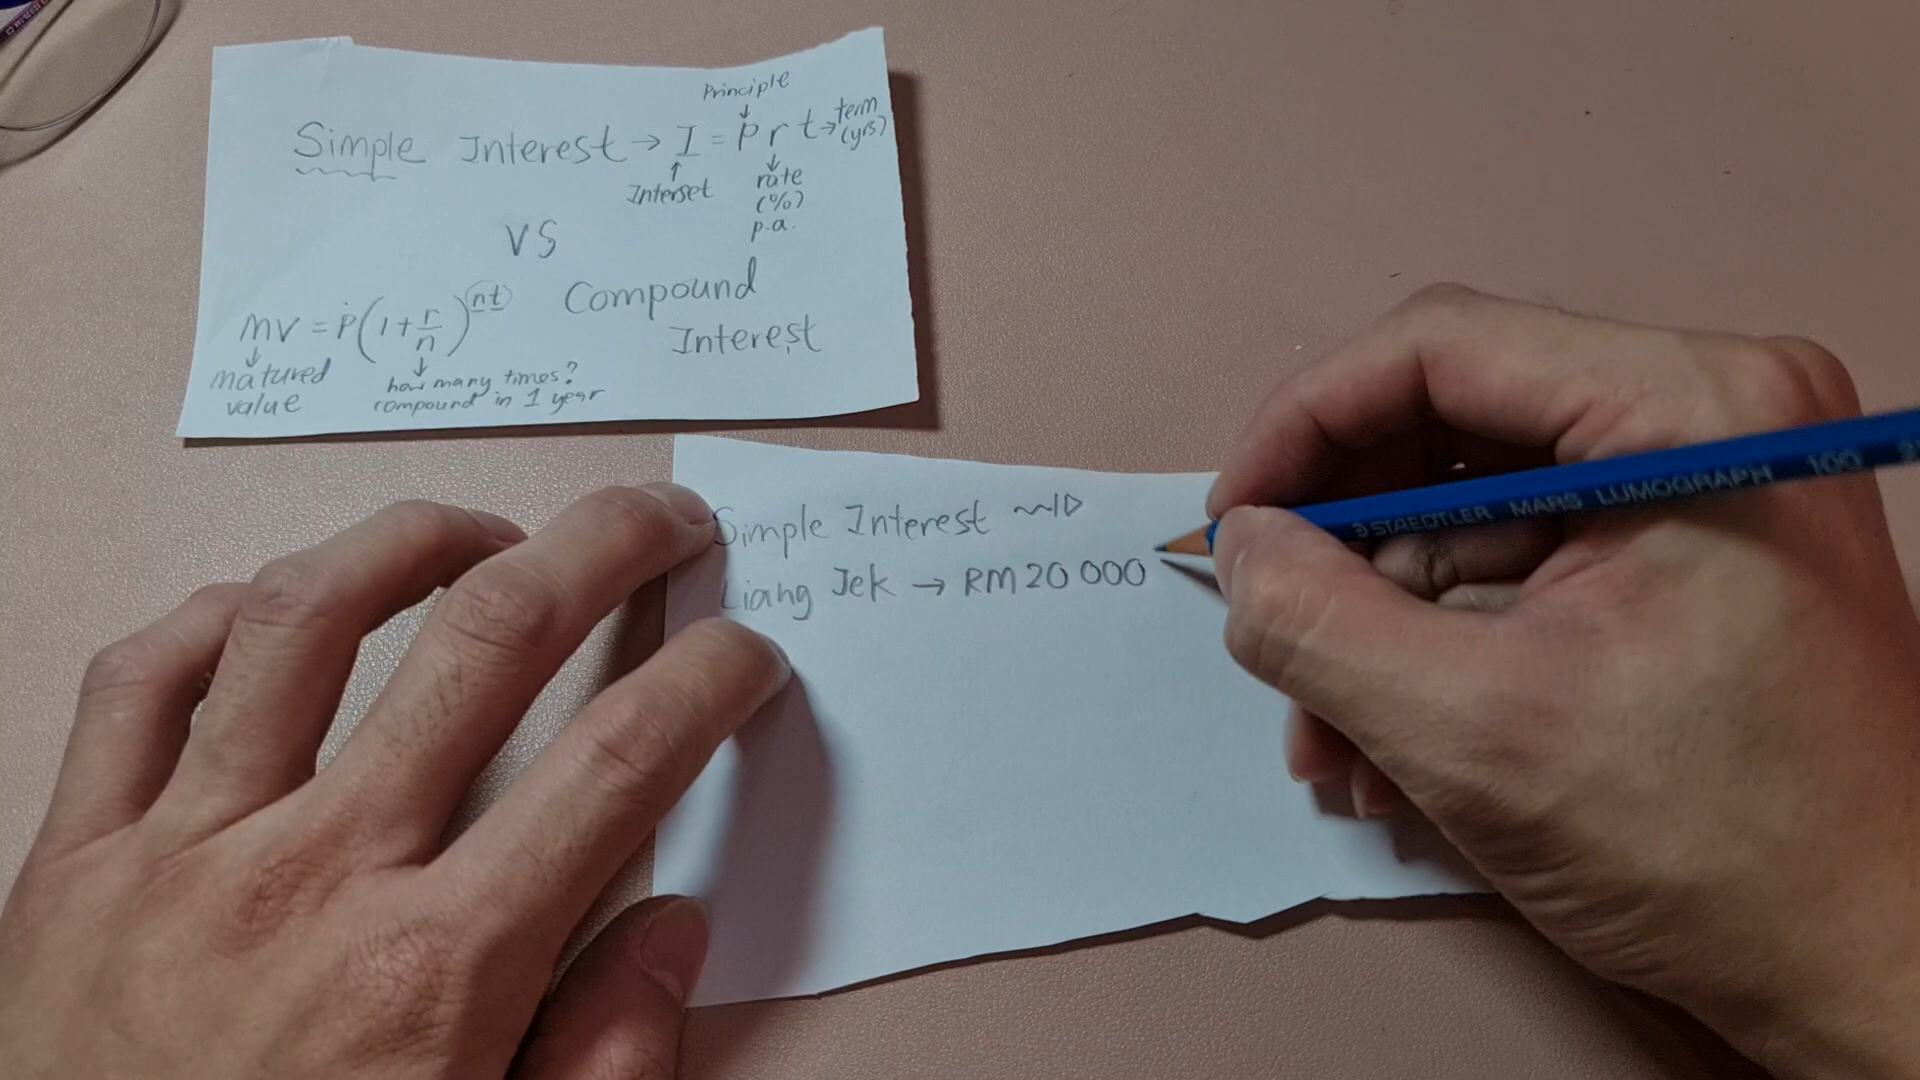 Principle
Simple Interest → I = P r t → term (yrs)
Interset
rate
(%)
p.a.
VS
MV = P(1 + r/n)^(nt)
Compound
Interest
matured
value
how many times?
compound in 1 year
Simple Interest
Liang Jek → RM 20 000
STAEDTLER MARS LUMOGRAPH 100